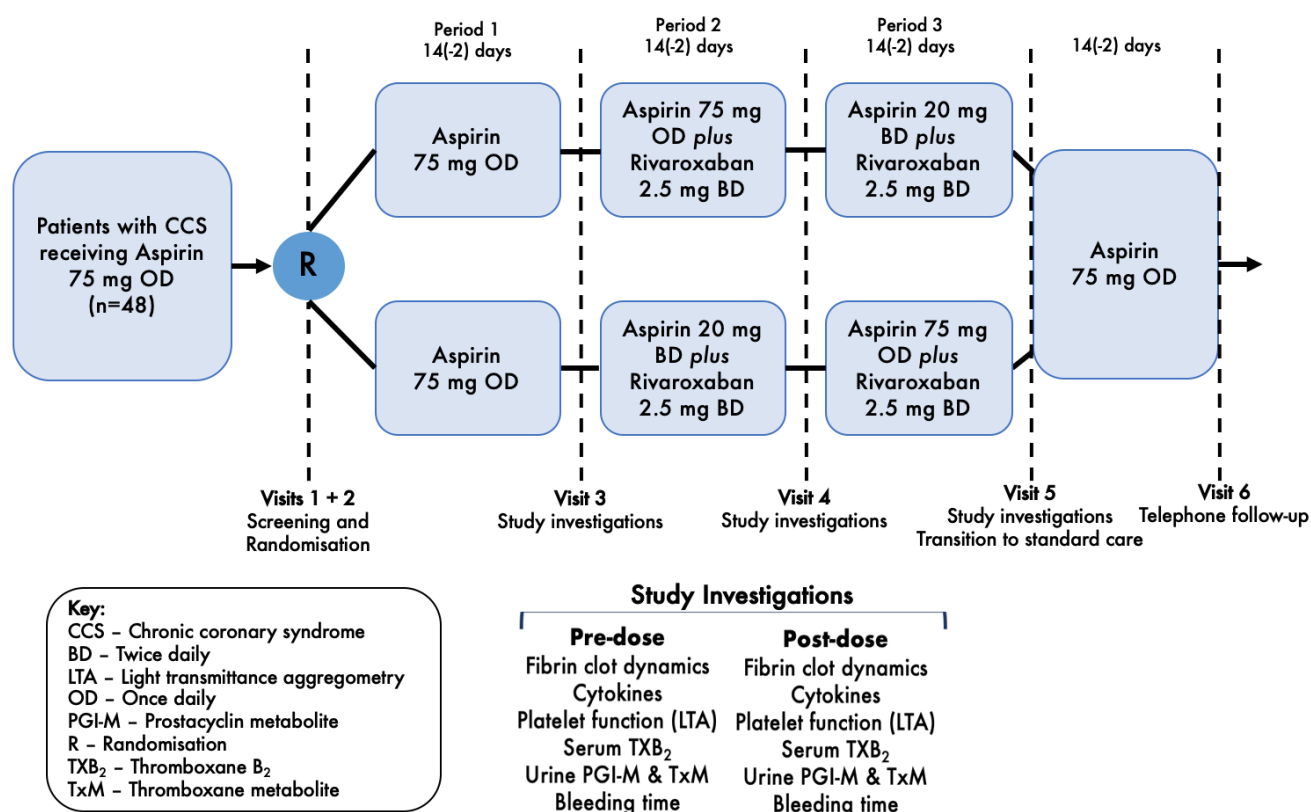 Period 1
14(-2) days
Period 2
14(-2) days
Period 3
14(-2) days
14(-2) days
Patients with CCS
receiving Aspirin
75 mg OD
(n=48)
R
Aspirin
75 mg OD
Aspirin 75 mg
OD plus
Rivaroxaban
2.5 mg BD
Aspirin 20 mg
BD plus
Rivaroxaban
2.5 mg BD
Aspirin
75 mg OD
Aspirin 20 mg
BD plus
Rivaroxaban
2.5 mg BD
Aspirin 75 mg
OD plus
Rivaroxaban
2.5 mg BD
Aspirin
75 mg OD
Visits 1 + 2
Screening and
Randomisation
Visit 3
Study investigations
Visit 4
Study investigations
Visit 5
Study investigations
Transition to standard care
Visit 6
Telephone follow-up
Key:
CCS – Chronic coronary syndrome
BD – Twice daily
LTA – Light transmittance aggregometry
OD – Once daily
PGI-M – Prostacyclin metabolite
R – Randomisation
TXB₂ – Thromboxane B₂
TxM – Thromboxane metabolite
Study Investigations
Pre-dose
Fibrin clot dynamics
Cytokines
Platelet function (LTA)
Serum TXB₂
Urine PGI-M & TxM
Bleeding time
Post-dose
Fibrin clot dynamics
Cytokines
Platelet function (LTA)
Serum TXB₂
Urine PGI-M & TxM
Bleeding time